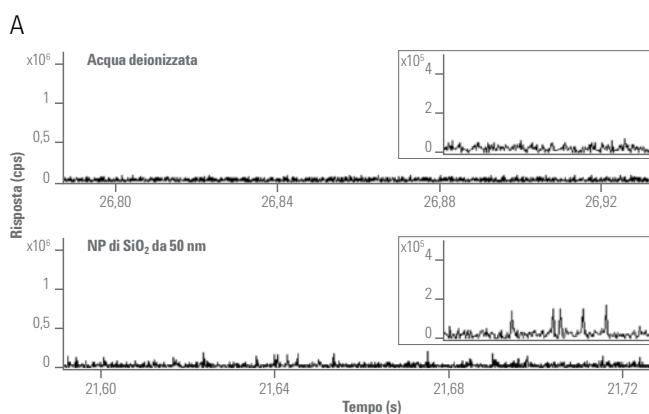 A
x10⁶
Acqua deionizzata
1
0,5
0
x10⁵
4
2
0
26,80
26,84
26,88
26,92
Risposta (cps)
x10⁶
NP di SiO₂ da 50 nm
1
0,5
0
x10⁵
4
2
0
21,60
21,64
21,68
21,72
Tempo (s)